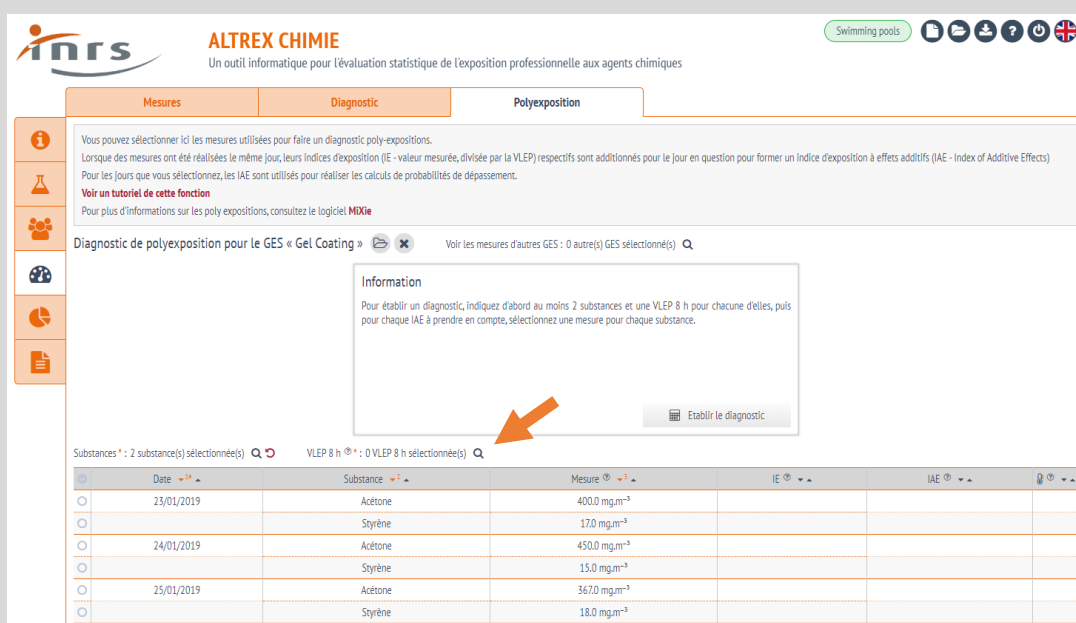 inrs
ALTREX CHIMIE
Un outil informatique pour l'évaluation statistique de l'exposition professionnelle aux agents chimiques
Swimming pools
Mesures Diagnostic Polyexposition
Vous pouvez sélectionner ici les mesures utilisées pour faire un diagnostic poly-expositions.
Lorsque des mesures ont été réalisées le même jour, leurs indices d'exposition (IE - valeur mesurée, divisée par la VLEP) respectifs sont additionnés pour le jour en question pour former un indice d'exposition à effets additifs (IAE - Index of Additive Effects)
Pour les jours que vous sélectionnez, les IAE sont utilisés pour réaliser les calculs de probabilités de dépassement.
Voir un tutoriel de cette fonction
Pour plus d'informations sur les poly expositions, consultez le logiciel MiXie
Diagnostic de polyexposition pour le GES « Gel Coating » Voir les mesures d'autres GES : 0 autre(s) GES sélectionné(s)
Information
Pour établir un diagnostic, indiquez d'abord au moins 2 substances et une VLEP 8 h pour chacune d'elles, puis
pour chaque IAE à prendre en compte, sélectionnez une mesure pour chaque substance.
Etablir le diagnostic
Substances * : 2 substance(s) sélectionnée(s) VLEP 8 h ? * : 0 VLEP 8 h sélectionnée(s)
Date 1* Substance 2 Mesure ? 3 IE ? IAE ? ?
23/01/2019 Acétone 400.0 mg.m⁻³
Styrène 17.0 mg.m⁻³
24/01/2019 Acétone 450.0 mg.m⁻³
Styrène 15.0 mg.m⁻³
25/01/2019 Acétone 367.0 mg.m⁻³
Styrène 18.0 mg.m⁻³